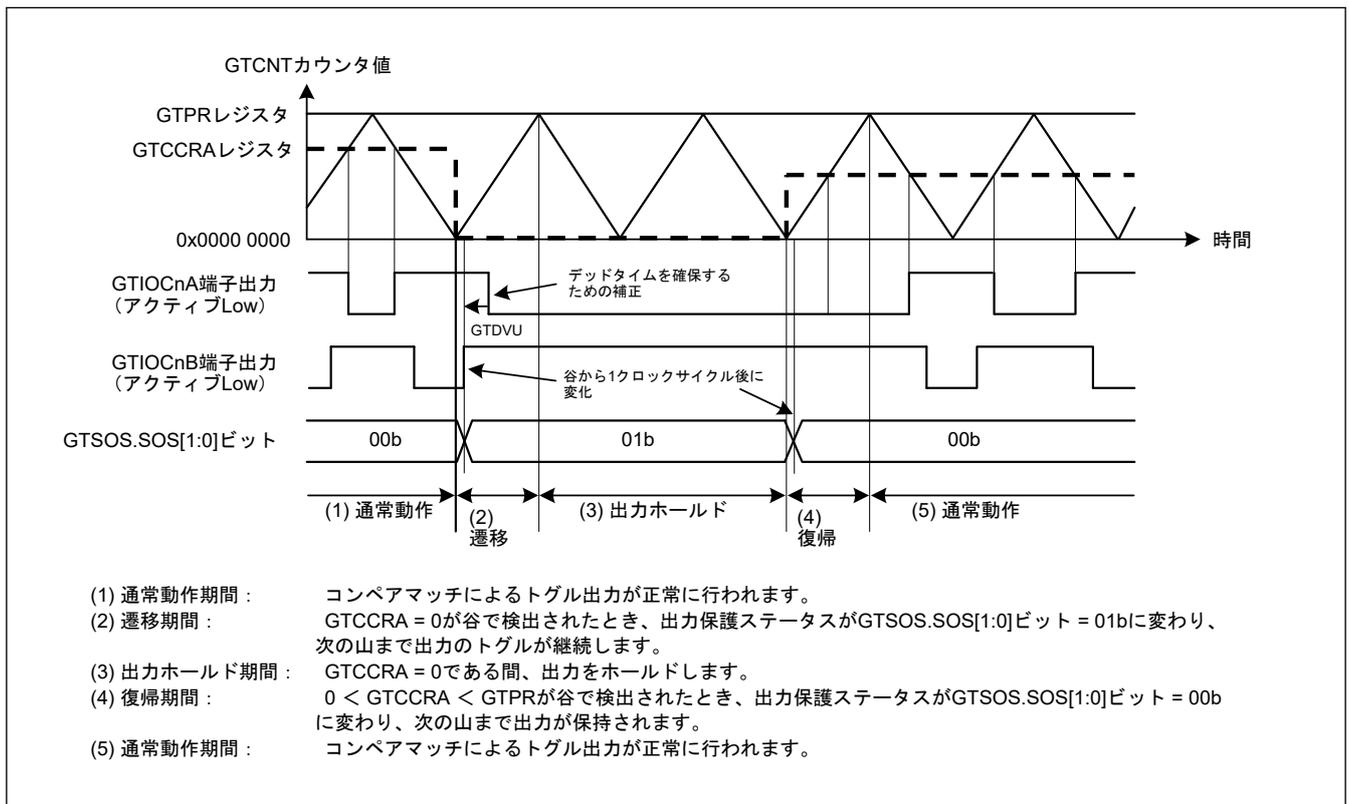 GTCNTカウンタ値
GTPRレジスタ
GTCCRAレジスタ
0x0000 0000
時間
GTIOCnA端子出力
（アクティブLow）
デッドタイムを確保する
ための補正
GTDVU
GTIOCnB端子出力
（アクティブLow）
谷から1クロックサイクル後に
変化
GTSOS.SOS[1:0]ビット
00b
01b
00b
(1) 通常動作
(2)
遷移
(3) 出力ホールド
(4)
復帰
(5) 通常動作
(1) 通常動作期間： コンペアマッチによるトグル出力が正常に行われます。
(2) 遷移期間： GTCCRA = 0が谷で検出されたとき、出力保護ステータスがGTSOS.SOS[1:0]ビット = 01bに変わり、
次の山まで出力のトグルが継続します。
(3) 出力ホールド期間： GTCCRA = 0である間、出力をホールドします。
(4) 復帰期間： 0 ＜ GTCCRA ＜ GTPRが谷で検出されたとき、出力保護ステータスがGTSOS.SOS[1:0]ビット = 00b
に変わり、次の山まで出力が保持されます。
(5) 通常動作期間： コンペアマッチによるトグル出力が正常に行われます。